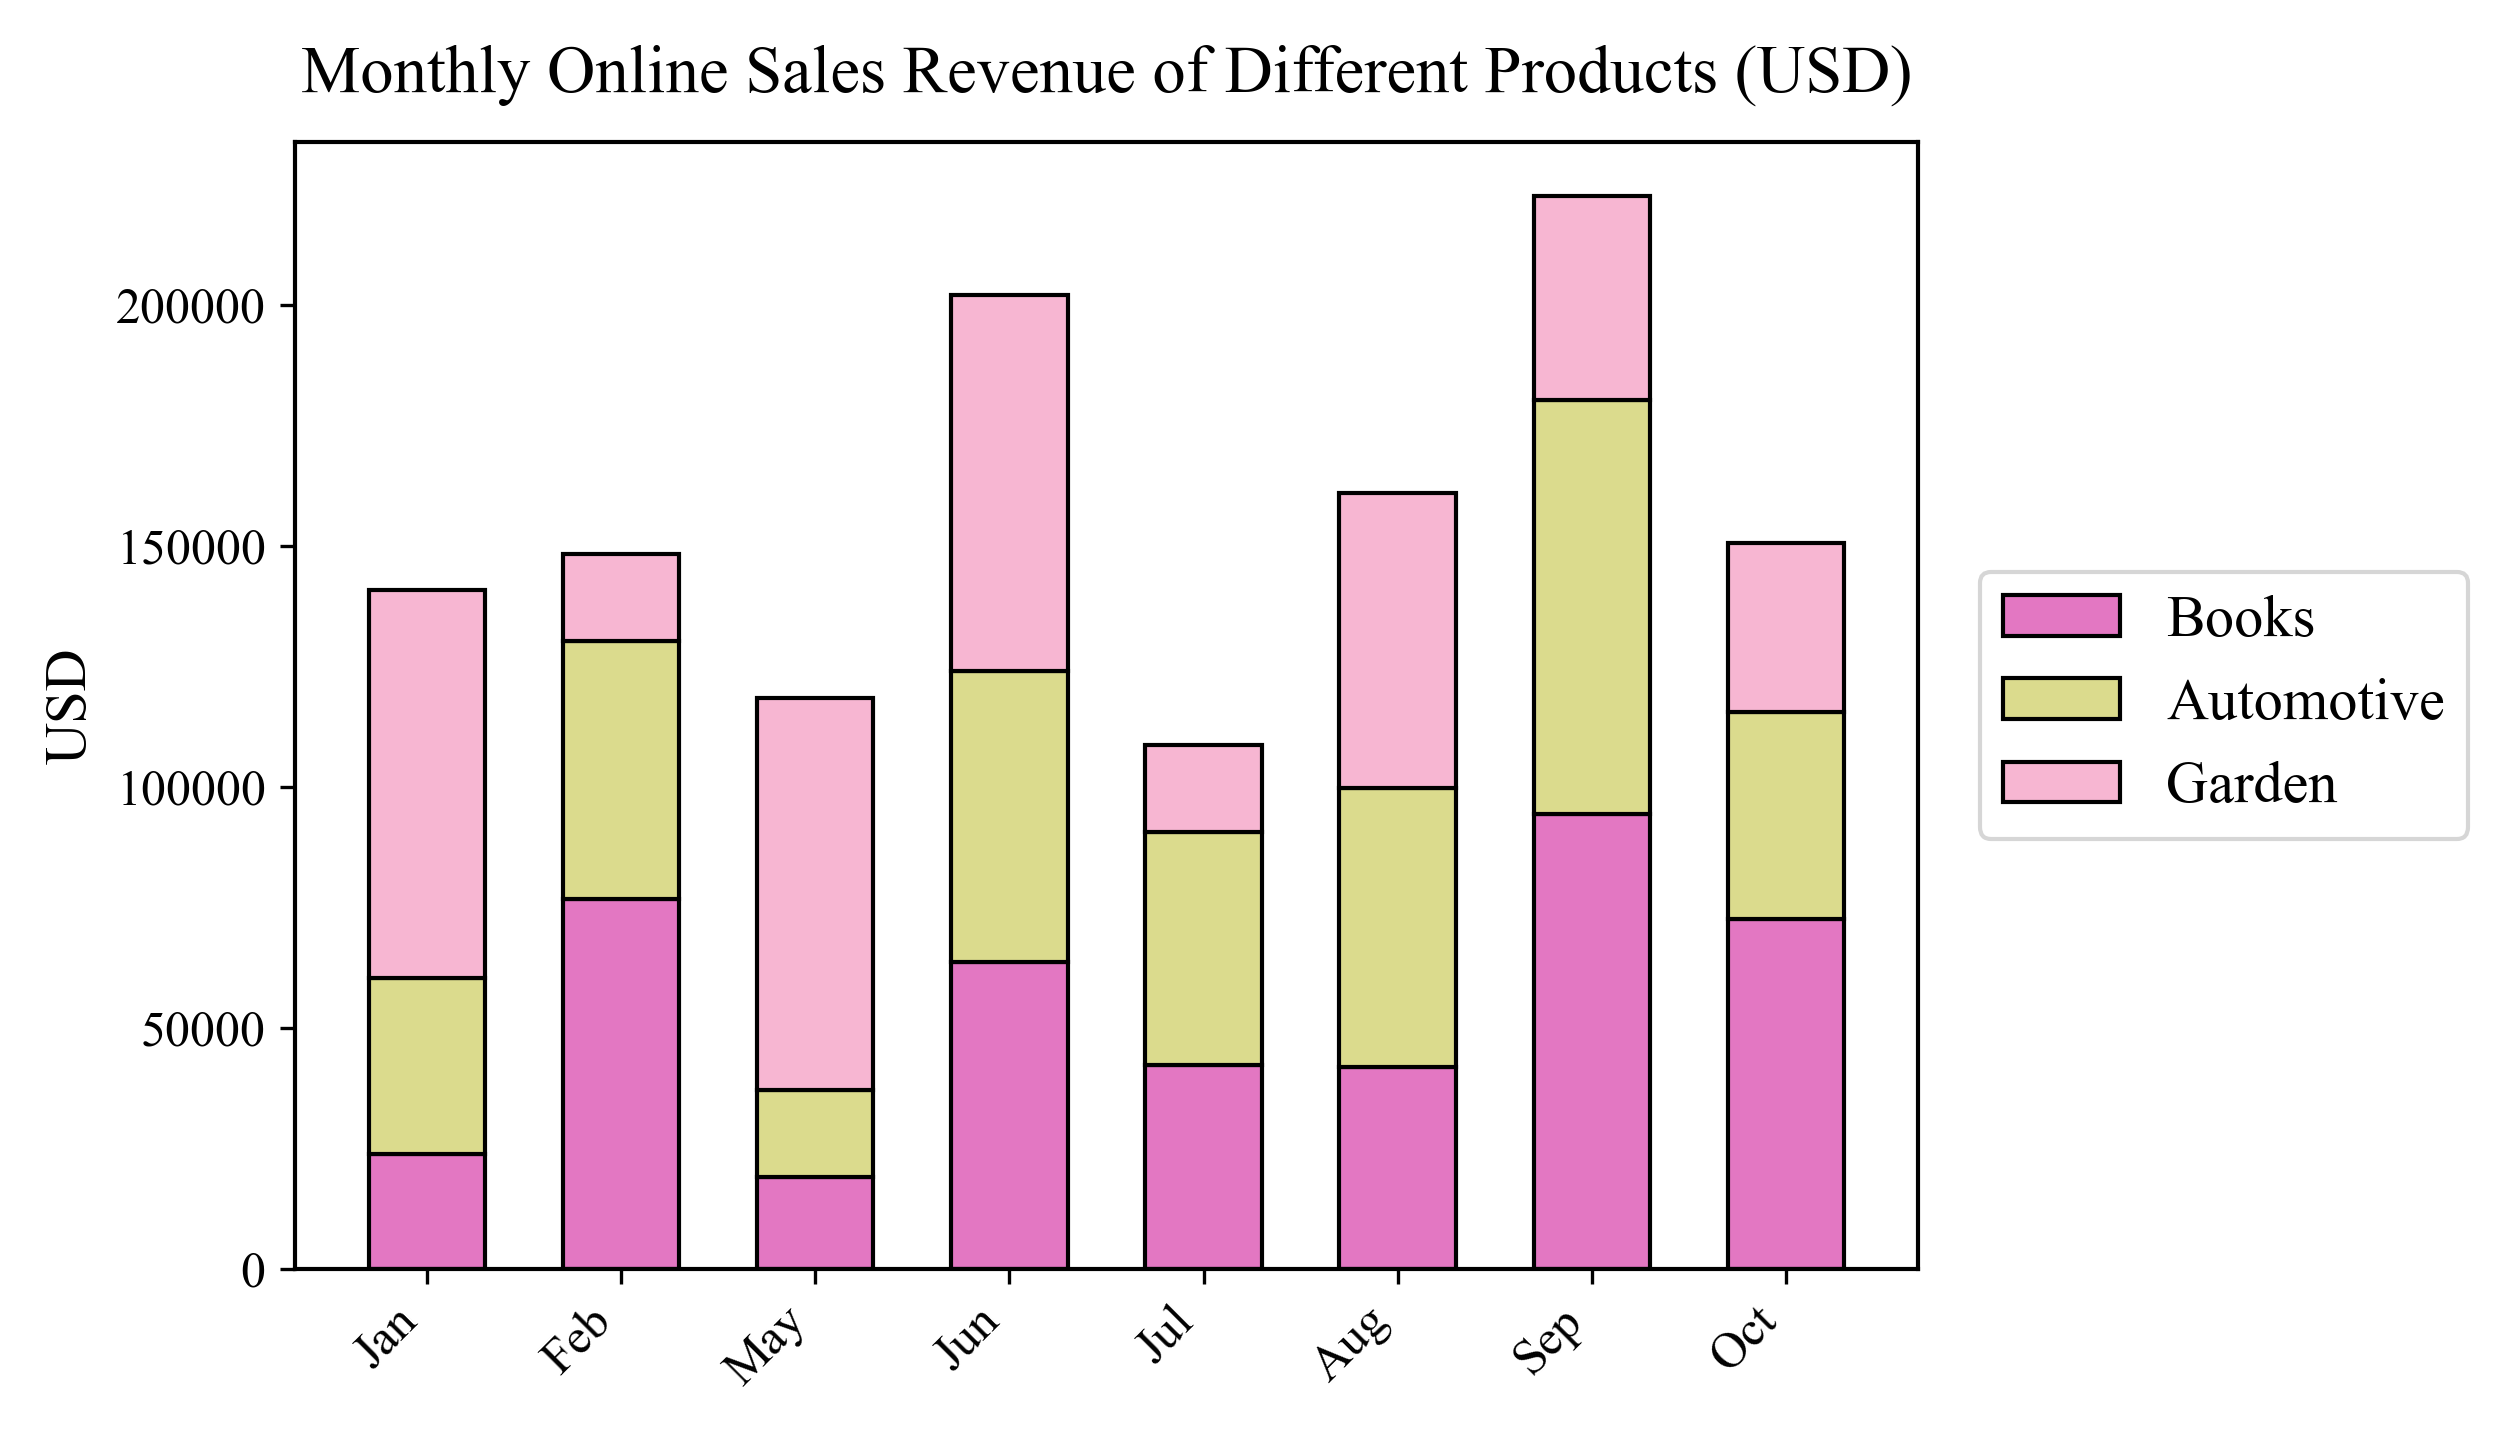 Monthly Online Sales Revenue of Different Products (USD)
USD
200000
150000
100000
50000
0
Jan
Feb
May
Jun
Jul
Aug
Sep
Oct
Books
Automotive
Garden